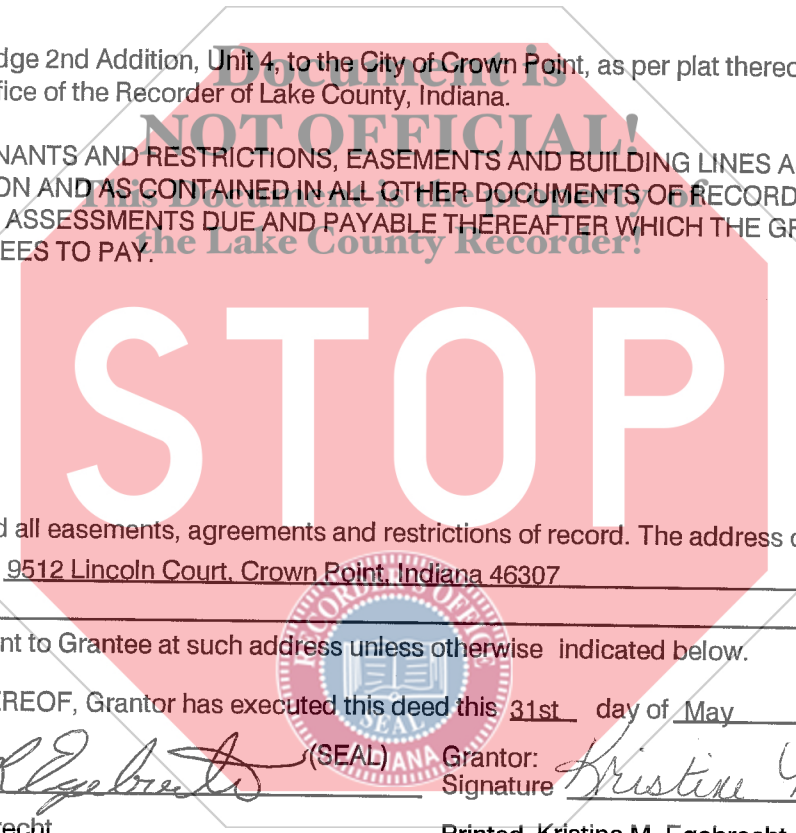 dge 2nd Addition, Unit 4, to the City of Crown Point, as per plat thereo
fice of the Recorder of Lake County, Indiana.
Document is
NOT OFFICIAL!
This Document is the property of
the Lake County Recorder!
NANTS AND RESTRICTIONS, EASEMENTS AND BUILDING LINES A
ON AND AS CONTAINED IN ALL OTHER DOCUMENTS OF RECORD
ASSESSMENTS DUE AND PAYABLE THEREAFTER WHICH THE GR
EES TO PAY.
STOP
d all easements, agreements and restrictions of record. The address o
9512 Lincoln Court, Crown Point, Indiana 46307
RECORDER'S OFFICE
SEAL
INDIANA
nt to Grantee at such address unless otherwise indicated below.
EREOF, Grantor has executed this deed this 31st day of May
(SEAL) Grantor:
Signature Kristine
recht Printed Kristine M. Egebrecht